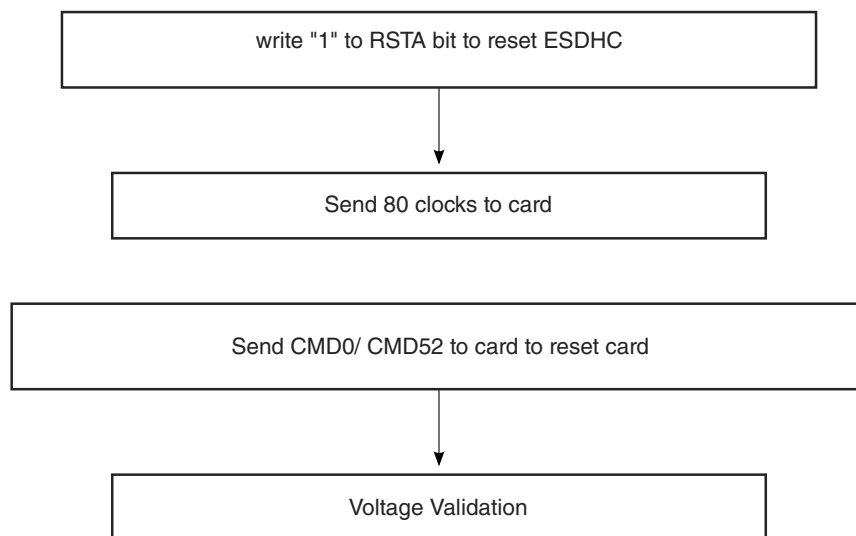 write "1" to RSTA bit to reset ESDHC
Send 80 clocks to card
Send CMD0/ CMD52 to card to reset card
Voltage Validation